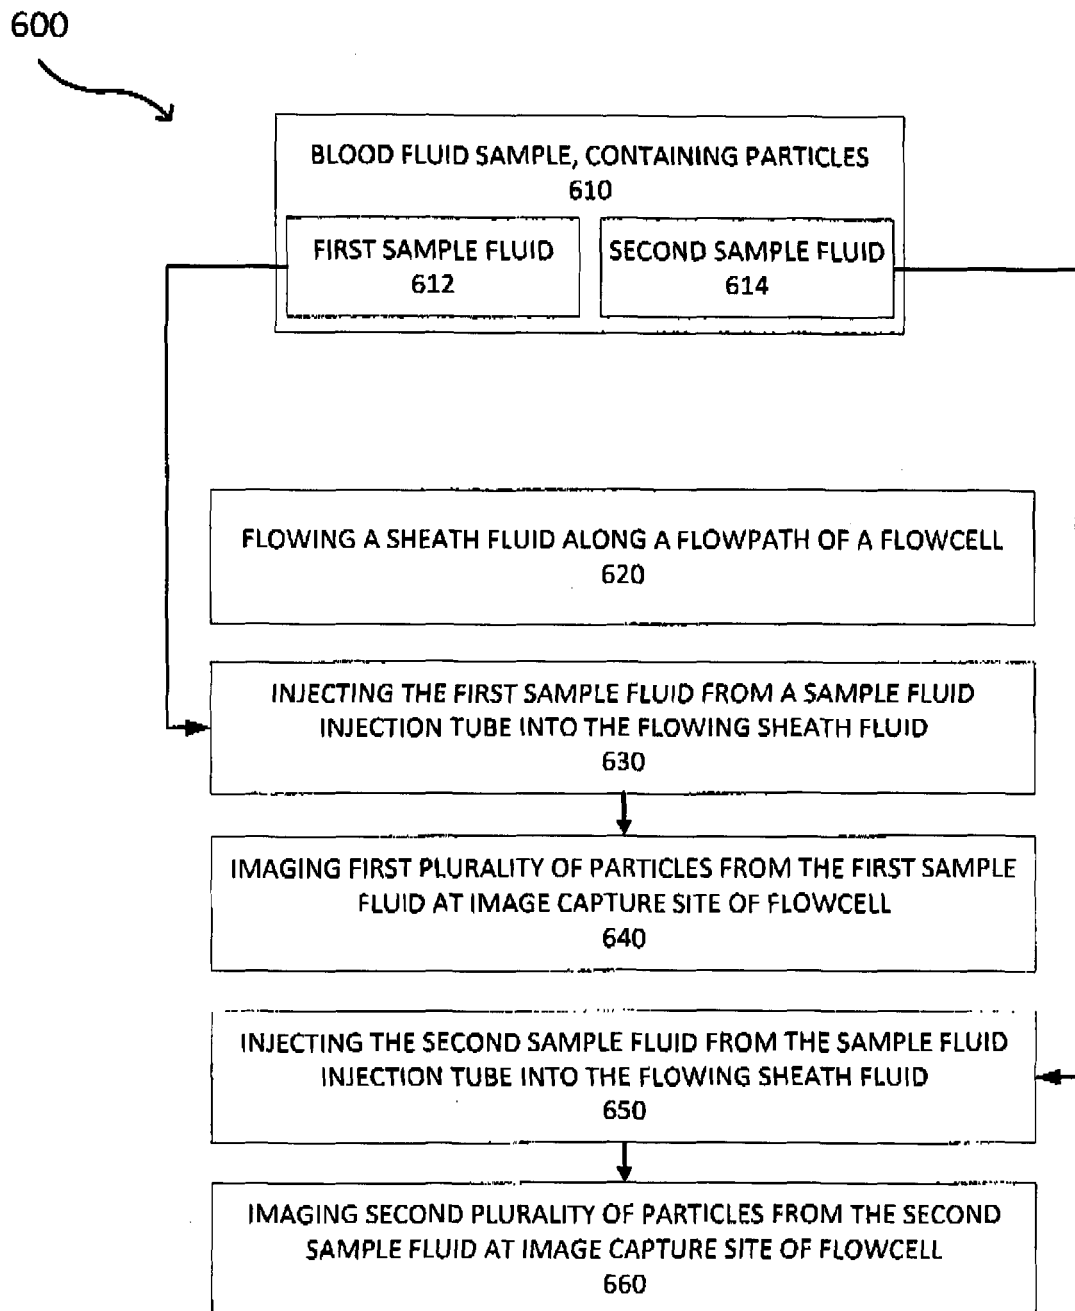 600
BLOOD FLUID SAMPLE, CONTAINING PARTICLES
610
FIRST SAMPLE FLUID
612
SECOND SAMPLE FLUID
614
FLOWING A SHEATH FLUID ALONG A FLOWPATH OF A FLOWCELL
620
INJECTING THE FIRST SAMPLE FLUID FROM A SAMPLE FLUID
INJECTION TUBE INTO THE FLOWING SHEATH FLUID
630
IMAGING FIRST PLURALITY OF PARTICLES FROM THE FIRST SAMPLE
FLUID AT IMAGE CAPTURE SITE OF FLOWCELL
640
INJECTING THE SECOND SAMPLE FLUID FROM THE SAMPLE FLUID
INJECTION TUBE INTO THE FLOWING SHEATH FLUID
650
IMAGING SECOND PLURALITY OF PARTICLES FROM THE SECOND
SAMPLE FLUID AT IMAGE CAPTURE SITE OF FLOWCELL
660